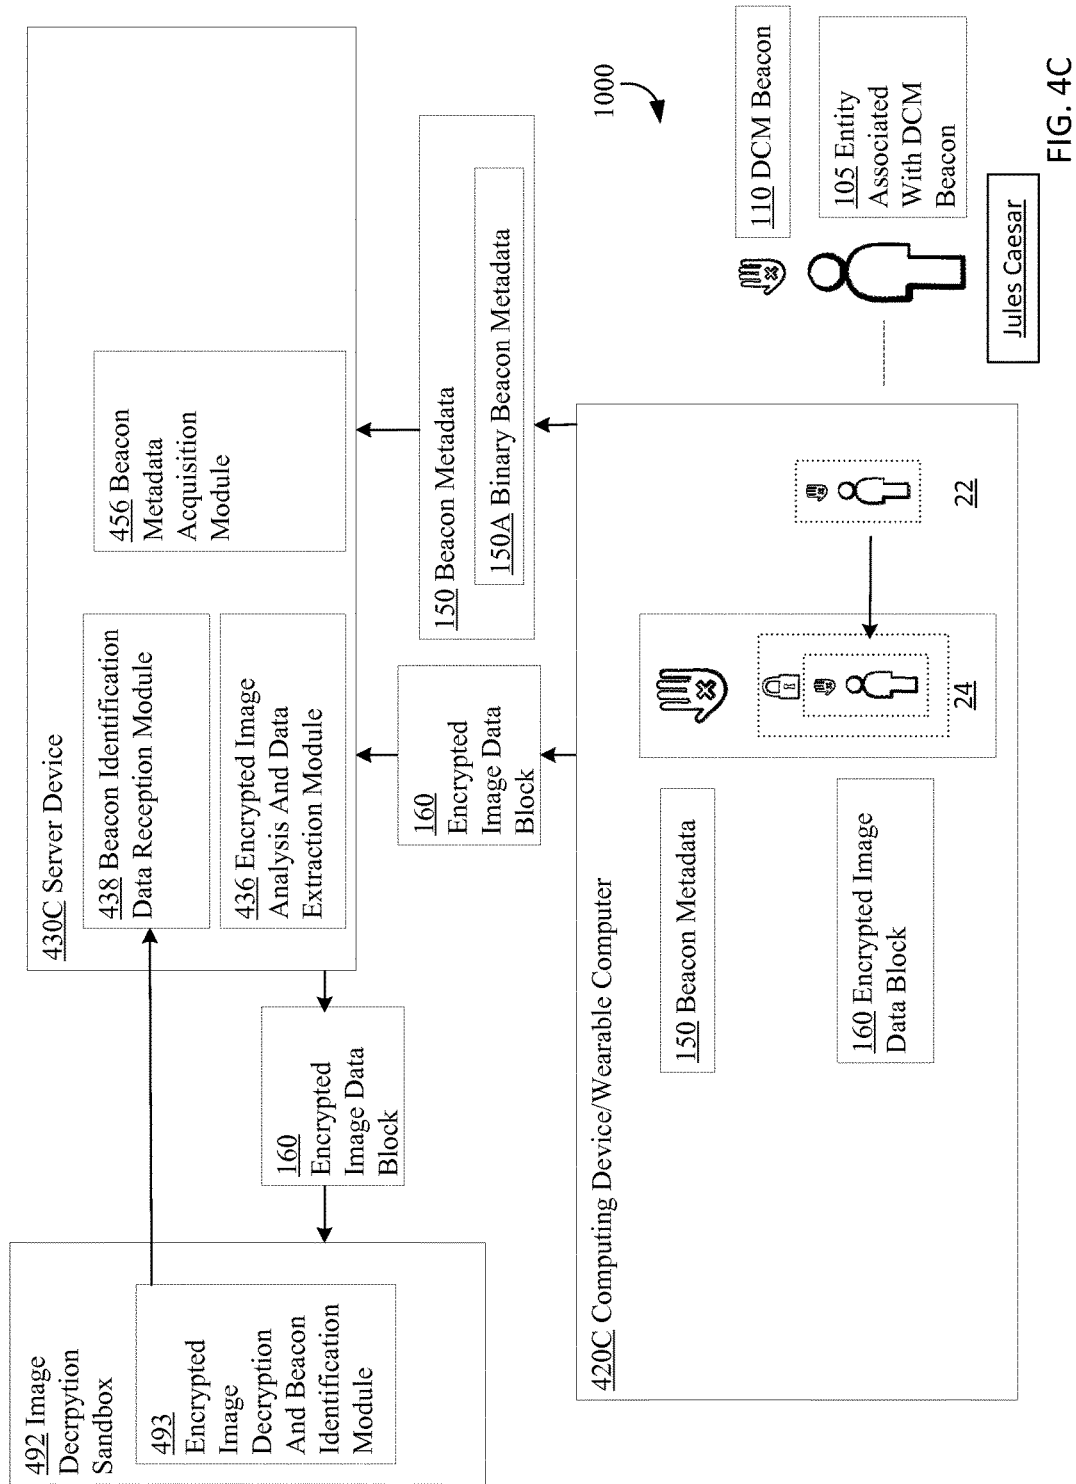 492 Image
Decrpytion
Sandbox
493
Encrypted
Image
Decryption
And Beacon
Identification
Module
160
Encrypted
Image Data
Block
430C Server Device
438 Beacon Identification
Data Reception Module
436 Encrypted Image
Analysis And Data
Extraction Module
456 Beacon
Metadata
Acquisition
Module
160
Encrypted
Image Data
Block
150 Beacon Metadata
150A Binary Beacon Metadata
420C Computing Device/Wearable Computer
150 Beacon Metadata
160 Encrypted Image
Data Block
24
22
1000
110 DCM Beacon
105 Entity
Associated
With DCM
Beacon
Jules Caesar
FIG. 4C